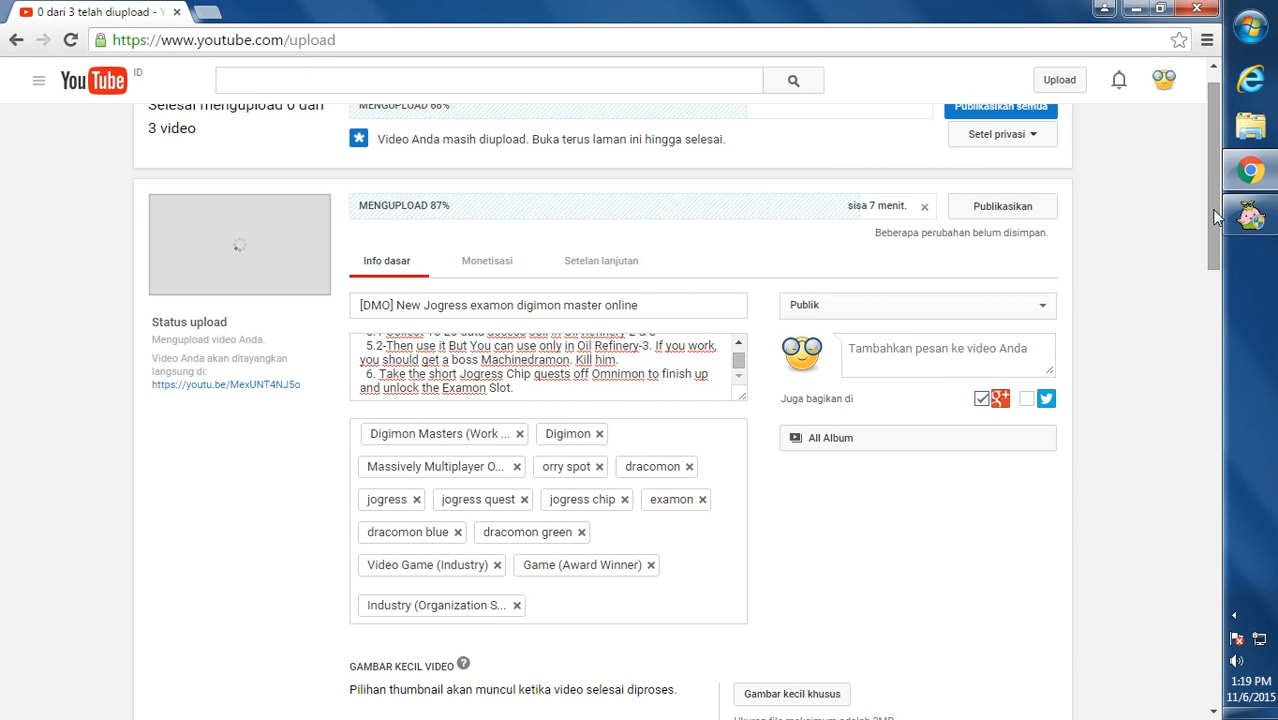 0 dari 3 telah diupload - Y
https://www.youtube.com/upload
YouTube ID
Upload
Selesai mengupload 0 dari
3 video
MENGUPLOAD 68%
Publikasikan semua
Video Anda masih diupload. Buka terus laman ini hingga selesai.
Setel privasi
MENGUPLOAD 87%
sisa 7 menit.
Publikasikan
Beberapa perubahan belum disimpan.
Info dasar
Monetisasi
Setelan lanjutan
Status upload
Mengupload video Anda.
Video Anda akan ditayangkan
langsung di:
https://youtu.be/MexUNT4NJ5o
[DMO] New Jogress examon digimon master online
5.2-Then use it But You can use only in Oil Refinery-3. If you work,
you should get a boss Machinedramon. Kill him.
6. Take the short Jogress Chip quests off Omnimon to finish up
and unlock the Examon Slot.
Publik
Tambahkan pesan ke video Anda
Juga bagikan di
All Album
Digimon Masters (Work ...
Digimon
Massively Multiplayer O...
orry spot
dracomon
jogress
jogress quest
jogress chip
examon
dracomon blue
dracomon green
Video Game (Industry)
Game (Award Winner)
Industry (Organization S...
GAMBAR KECIL VIDEO ?
Pilihan thumbnail akan muncul ketika video selesai diproses.
Gambar kecil khusus
Ukuran file maksimum adalah 2MB.
1:19 PM
11/6/2015